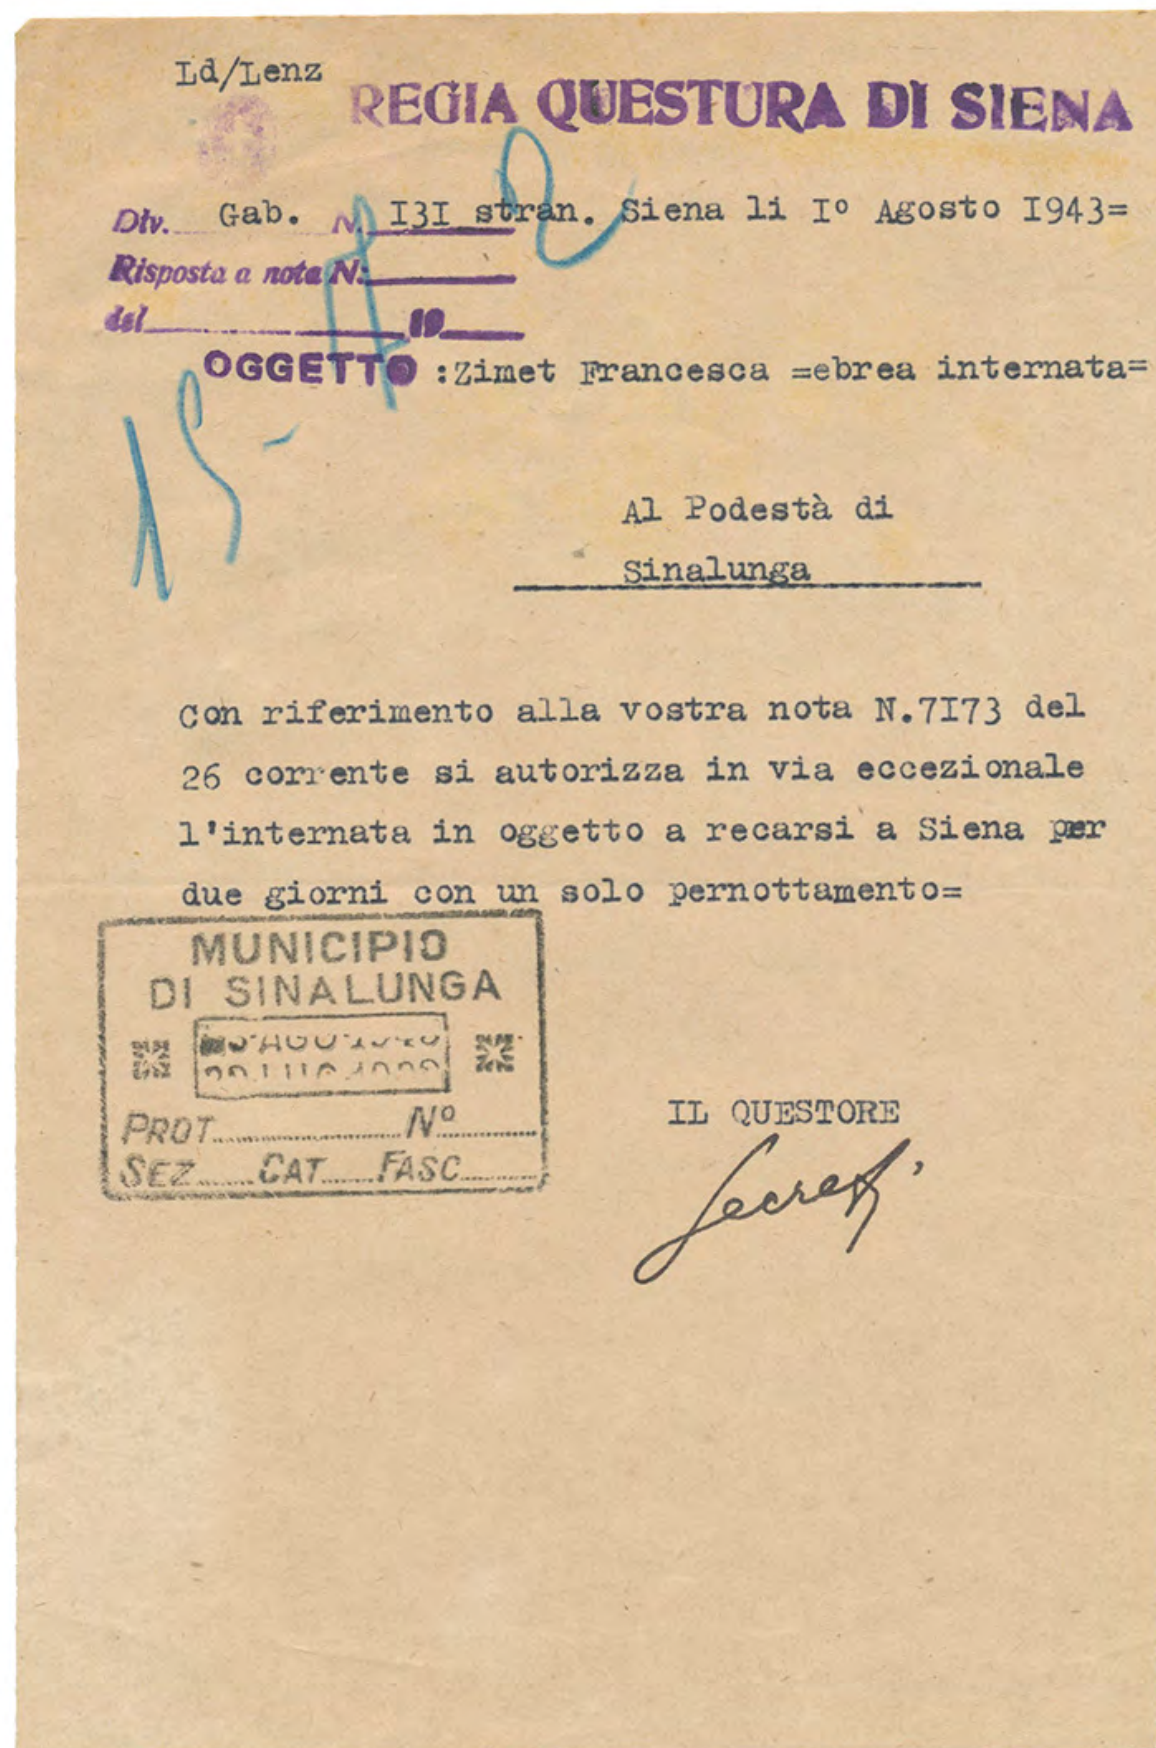 Ld/Lenz
REGIA QUESTURA DI SIENA
Div. Gab. N. I3I stran. Siena li I° Agosto I943=
Risposta a nota N:
del 19
OGGETTO :Zimet Francesca =ebrea internata=
15-
Al Podestà di
Sinalunga
Con riferimento alla vostra nota N.7I73 del
26 corrente si autorizza in via eccezionale
l'internata in oggetto a recarsi a Siena per
due giorni con un solo pernottamento=
MUNICIPIO
DI SINALUNGA
AGO
PROT. N°
SEZ. CAT. FASC.
IL QUESTORE